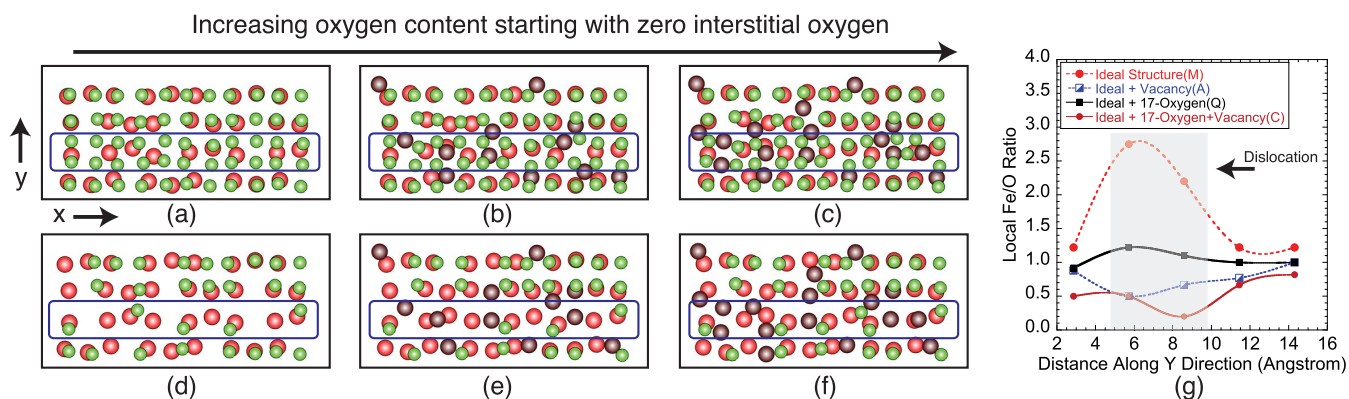 Increasing oxygen content starting with zero interstitial oxygen
y
x
(a)
(b)
(c)
(d)
(e)
(f)
4.0
3.5
3.0
2.5
2.0
1.5
1.0
0.5
0.0
Local Fe/O Ratio
Ideal Structure(M)
Ideal + Vacancy(A)
Ideal + 17-Oxygen(Q)
Ideal + 17-Oxygen+Vacancy(C)
Dislocation
2 4 6 8 10 12 14 16
Distance Along Y Direction (Angstrom)
(g)